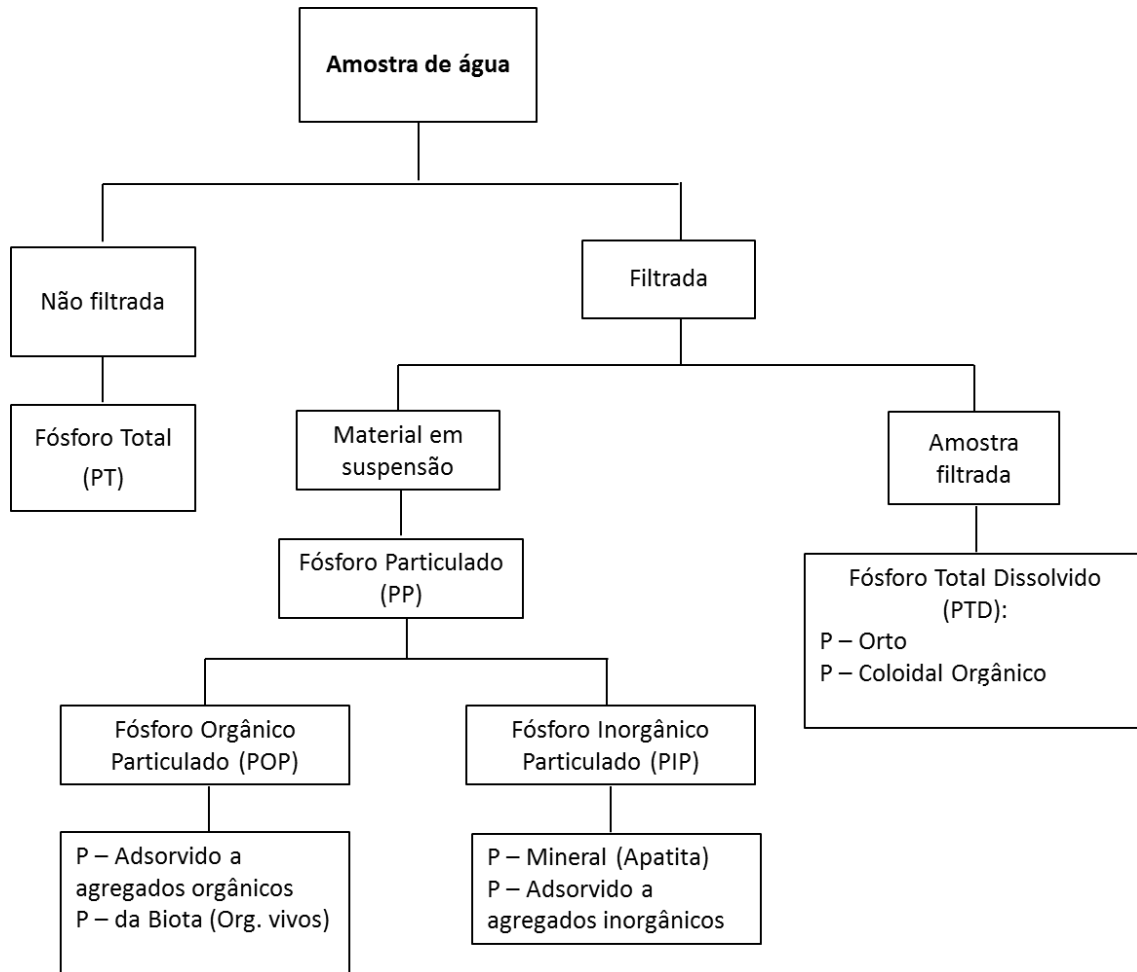 Amostra de água
Não filtrada
Filtrada
Fósforo Total
(PT)
Material em
suspensão
Amostra
filtrada
Fósforo Particulado
(PP)
Fósforo Total Dissolvido
(PTD):
P – Orto
P – Coloidal Orgânico
Fósforo Orgânico
Particulado (POP)
Fósforo Inorgânico
Particulado (PIP)
P – Adsorvido a
agregados orgânicos
P – da Biota (Org. vivos)
P – Mineral (Apatita)
P – Adsorvido a
agregados inorgânicos